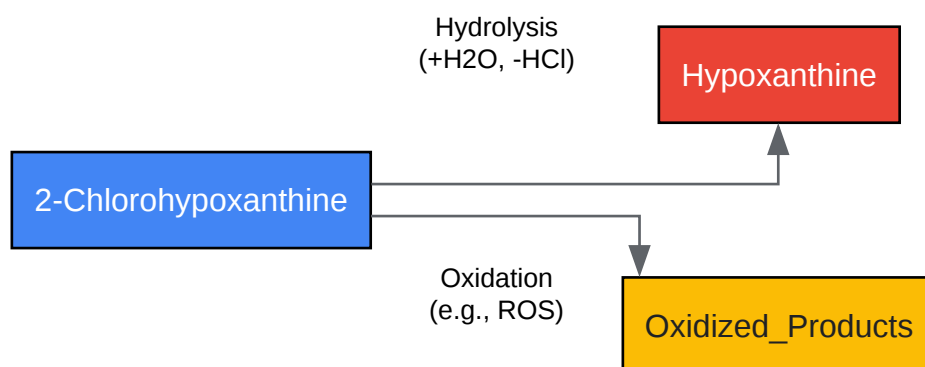 Hydrolysis
(+H2O, -HCl)
Hypoxanthine
2-Chlorohypoxanthine
Oxidation
(e.g., ROS)
Oxidized_Products